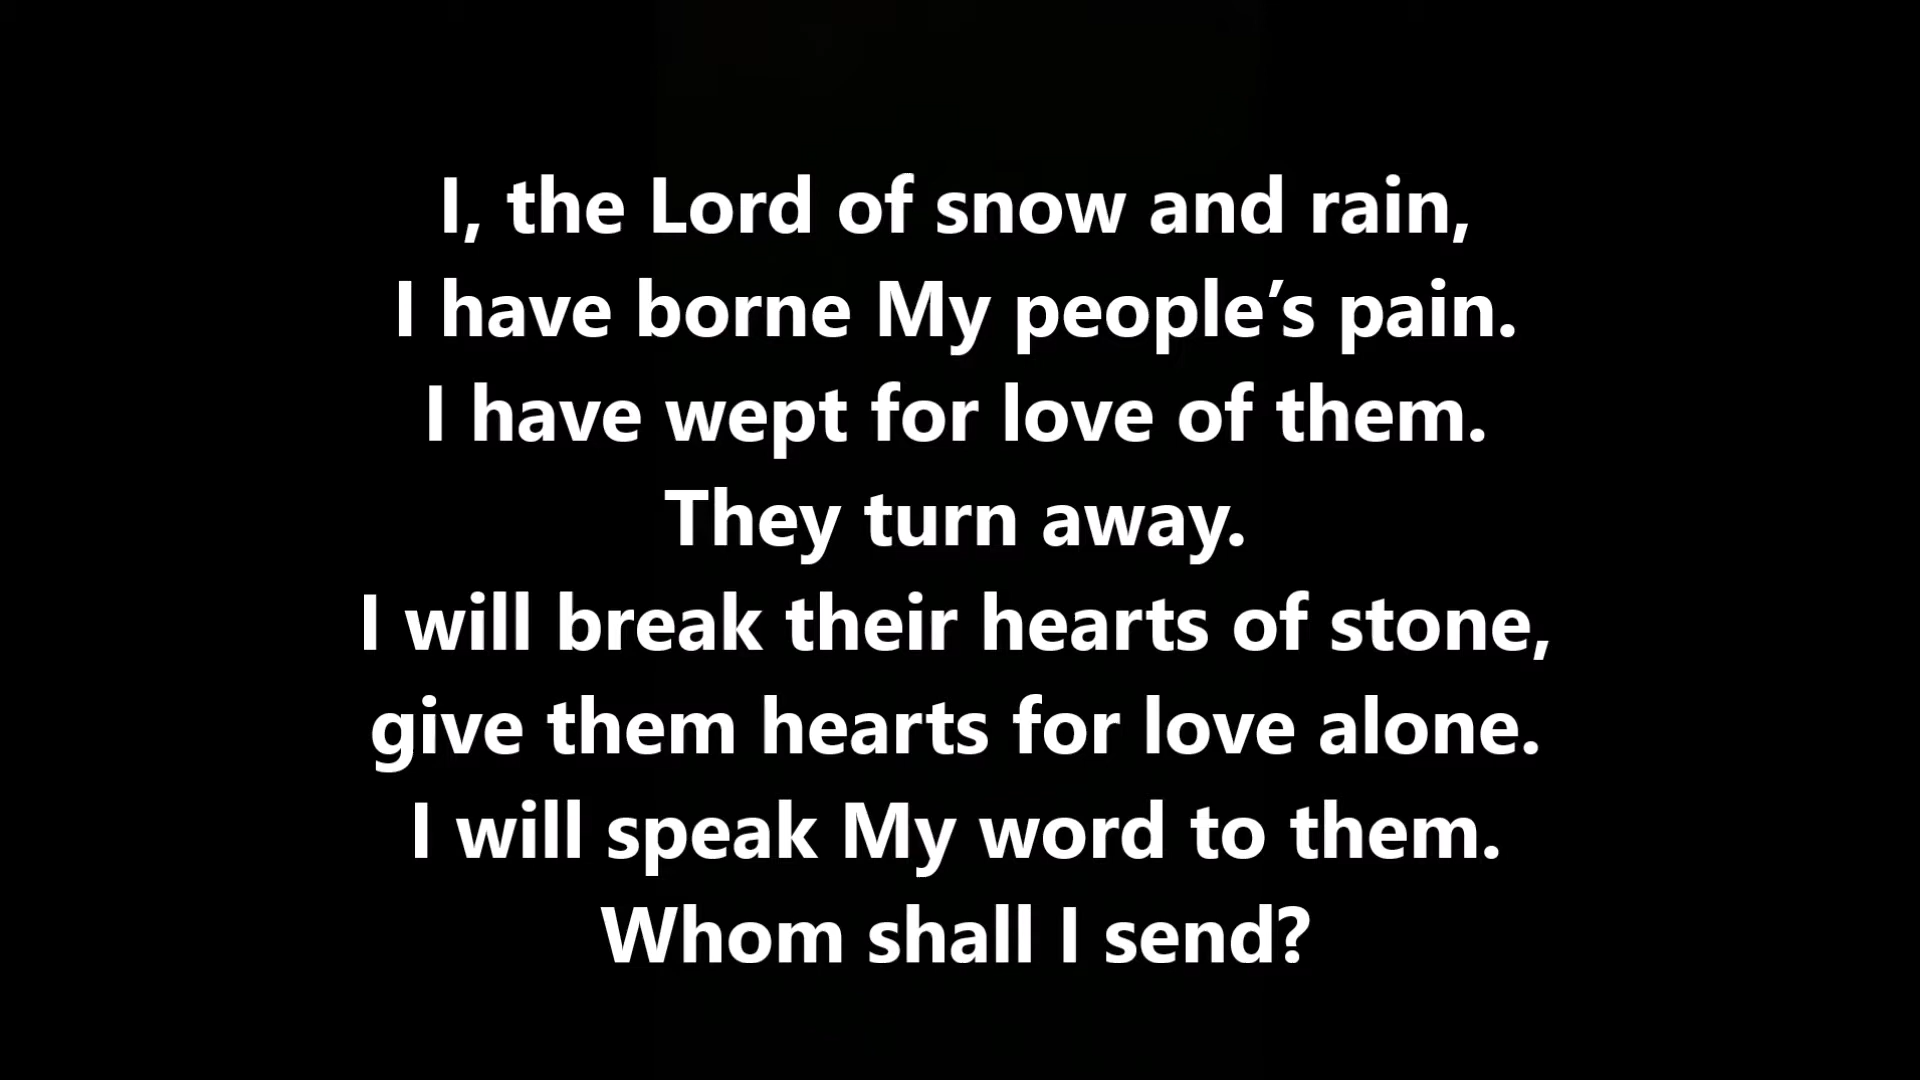 I, the Lord of snow and rain,
I have borne My people’s pain.
I have wept for love of them.
They turn away.
I will break their hearts of stone,
give them hearts for love alone.
I will speak My word to them.
Whom shall I send?